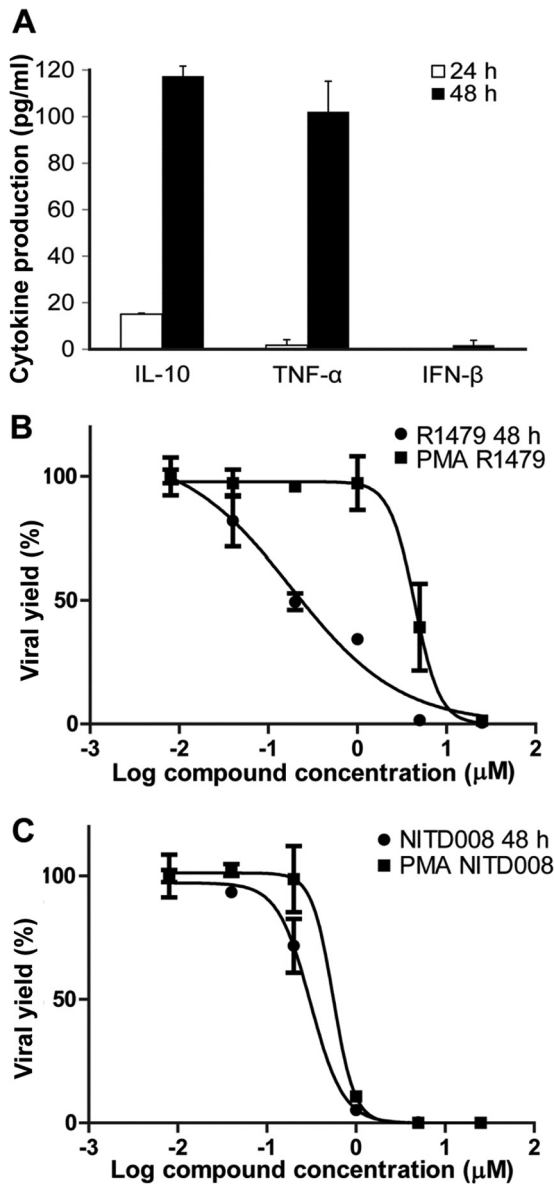 A
Cytokine production (pg/ml)
120
100
80
60
40
20
0
24 h
48 h
IL-10 TNF-α IFN-β
B
Viral yield (%)
100
50
0
R1479 48 h
PMA R1479
-3 -2 -1 0 1 2
Log compound concentration (μM)
C
Viral yield (%)
100
50
0
NITD008 48 h
PMA NITD008
-3 -2 -1 0 1 2
Log compound concentration (μM)